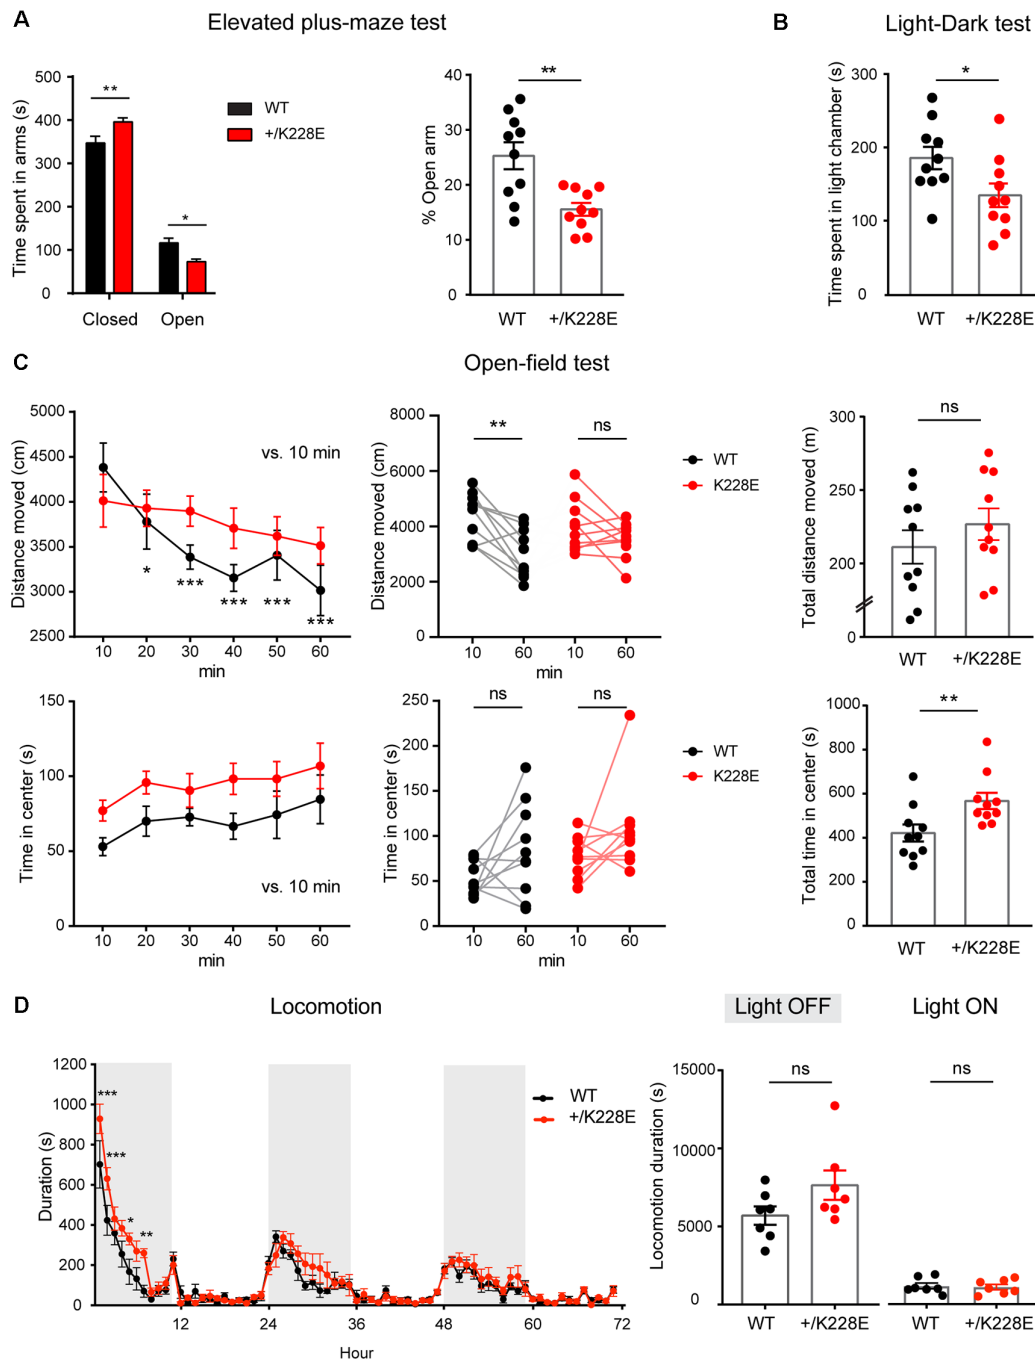 A
Elevated plus-maze test
Time spent in arms (s)
500
400
300
200
100
0
**
*
Closed
Open
WT
+/K228E
% Open arm
40
30
20
10
0
**
WT
+/K228E
B
Light-Dark test
Time spent in light chamber (s)
300
200
100
0
*
WT
+/K228E
C
Open-field test
Distance moved (cm)
5000
4500
4000
3500
3000
2500
vs. 10 min
*
***
***
***
***
10 20 30 40 50 60
min
Distance moved (cm)
8000
6000
4000
2000
0
**
ns
10 60 10 60
min
WT
K228E
Total distance moved (m)
300
250
200
0
ns
WT
+/K228E
Time in center (s)
150
100
50
0
vs. 10 min
10 20 30 40 50 60
min
Time in center (s)
250
200
150
100
50
0
ns
ns
10 60 10 60
min
WT
K228E
Total time in center (s)
1000
800
600
400
200
0
**
WT
+/K228E
D
Locomotion
Duration (s)
1200
1000
800
600
400
200
0
***
***
*
**
WT
+/K228E
12 24 36 48 60 72
Hour
Light OFF
Light ON
Locomotion duration (s)
15000
10000
5000
0
ns
ns
WT
+/K228E
WT
+/K228E